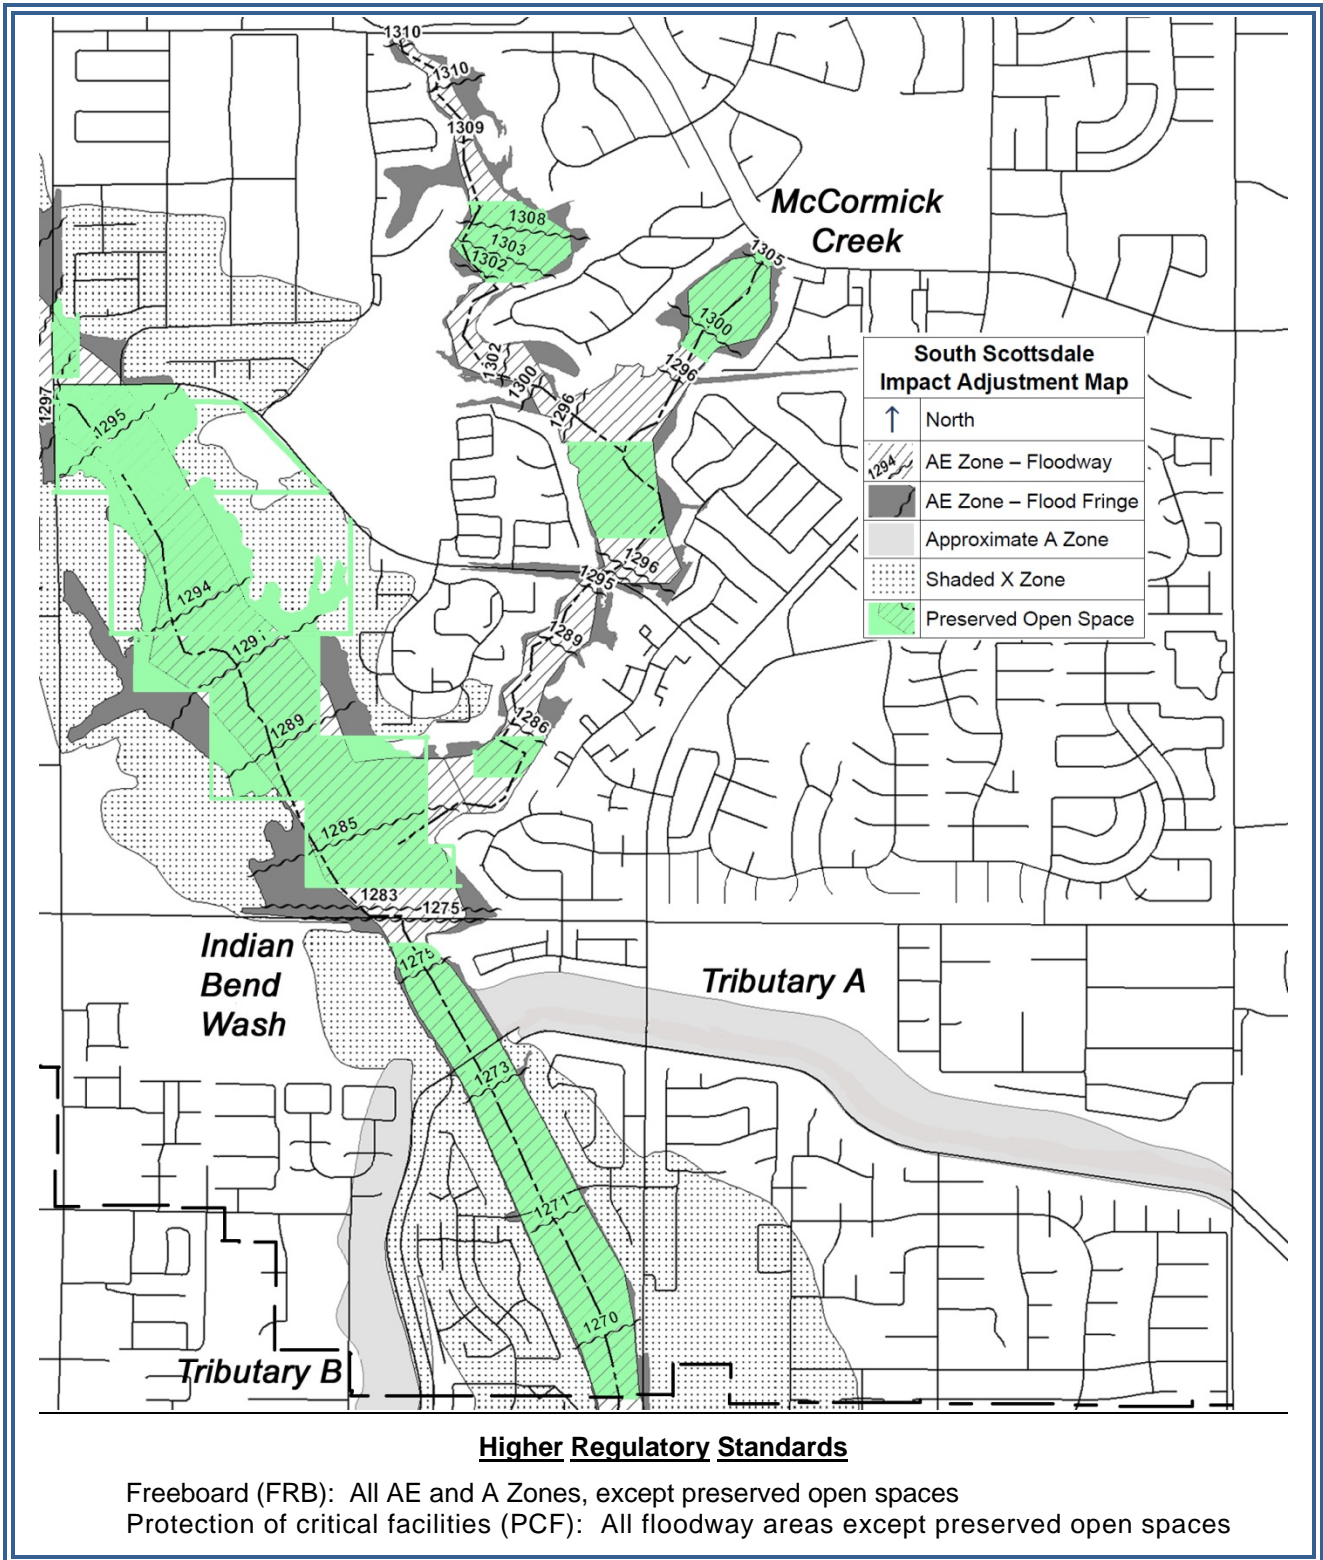 1310
1310
1309
McCormick
Creek
1308
1303
1302
1305
1300
1302
1300
1296
1296
1297
1295
South Scottsdale
Impact Adjustment Map
↑ North
1294 AE Zone – Floodway
AE Zone – Flood Fringe
Approximate A Zone
Shaded X Zone
Preserved Open Space
1296
1295
1294
1289
1291
1286
1289
1285
1283
1275
Indian
Bend
Wash
1275
Tributary A
1273
1271
1270
Tributary B
Higher Regulatory Standards
Freeboard (FRB): All AE and A Zones, except preserved open spaces
Protection of critical facilities (PCF): All floodway areas except preserved open spaces